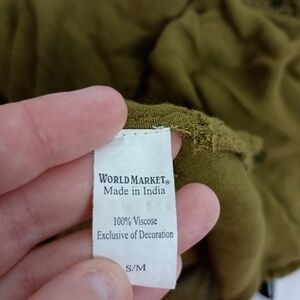 WORLD MARKET®
Made in India
100% Viscose
Exclusive of Decoration
S/M